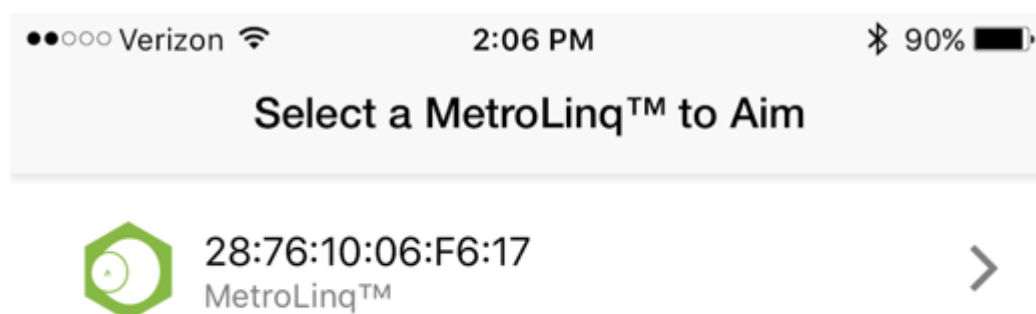 Verizon 2:06 PM 90%
Select a MetroLinq™ to Aim
28:76:10:06:F6:17
MetroLinq™